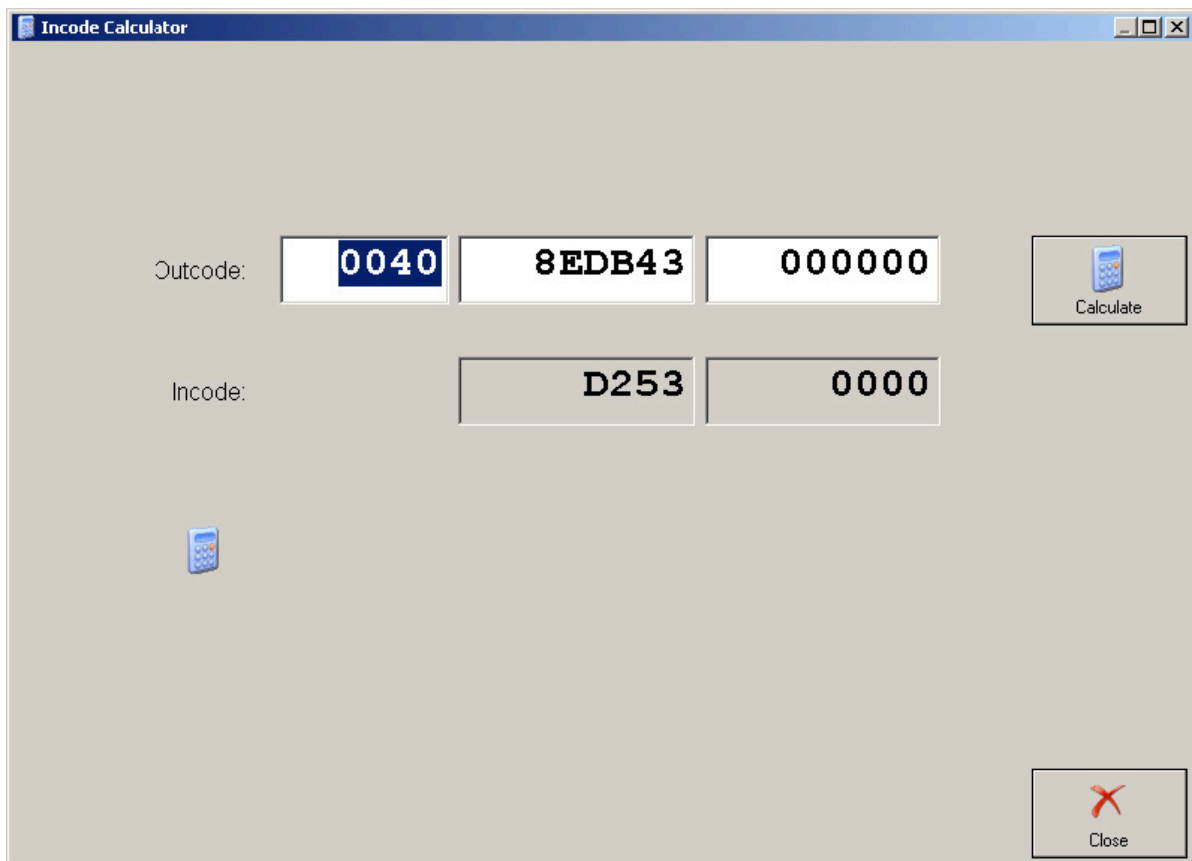 Incode Calculator
Outcode: 0040 8EDB43 000000
Calculate
Incode: D253 0000
Close